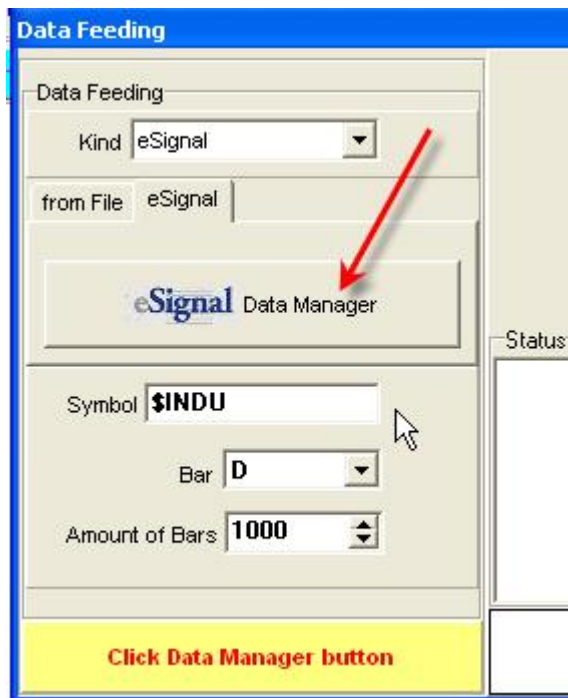 Data Feeding
Data Feeding
Kind eSignal
from File eSignal
eSignal Data Manager
Status
Symbol $INDU
Bar D
Amount of Bars 1000
Click Data Manager button